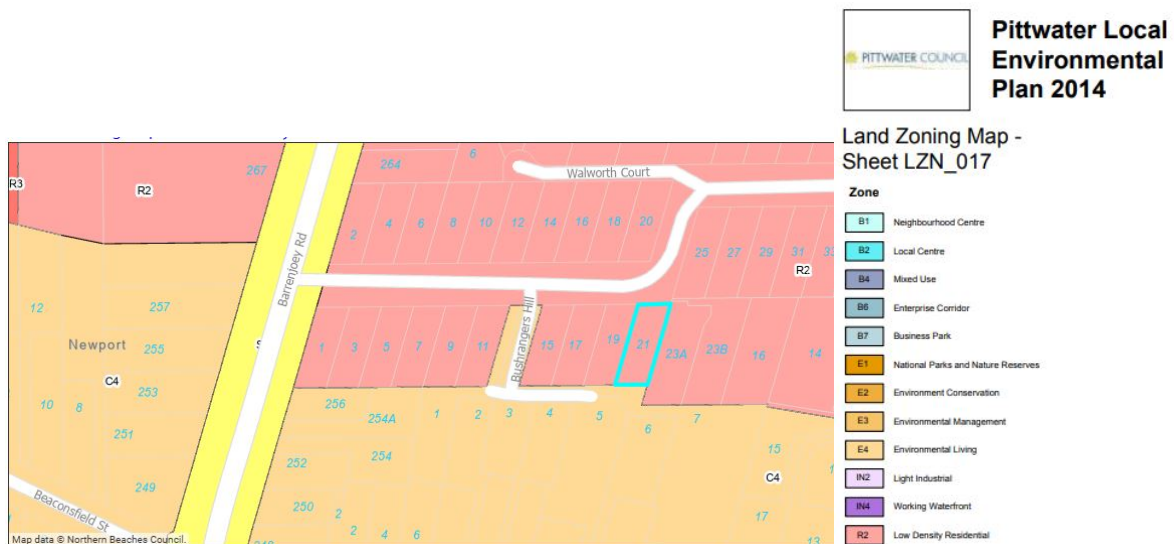 PITTWATER COUNCIL
Pittwater Local
Environmental
Plan 2014
Land Zoning Map -
Sheet LZN_017
Zone
B1 Neighbourhood Centre
B2 Local Centre
B4 Mixed Use
B6 Enterprise Corridor
B7 Business Park
E1 National Parks and Nature Reserves
E2 Environment Conservation
E3 Environmental Management
E4 Environmental Living
IN2 Light Industrial
IN4 Working Waterfront
R2 Low Density Residential
6
267 264 Walworth Court
R3 R2
2 4 6 8 10 12 14 16 18 20
Barrenjoey Rd
25 27 29 31
R2
12 257
Bushrangers Hill
Newport 255
1 3 5 7 9 11 15 17 19 21 23A 23B 16 14
C4
253
10 8
256 254A 1 2 3 4 5 6 7
251
252 254 15
C4
249
Beaconsfield St
250 2 17
2 4 6
13
Map data © Northern Beaches Council.